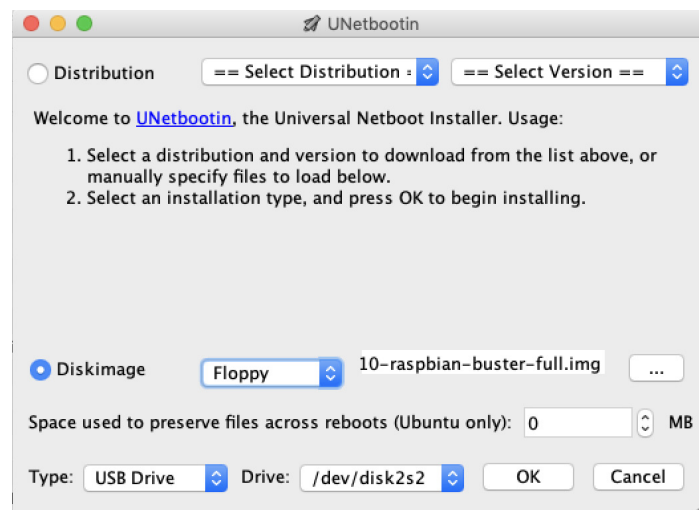 UNetbootin
Distribution == Select Distribution : == Select Version ==
Welcome to UNetbootin, the Universal Netboot Installer. Usage:
1. Select a distribution and version to download from the list above, or
manually specify files to load below.
2. Select an installation type, and press OK to begin installing.
Diskimage Floppy 10-raspbian-buster-full.img ...
Space used to preserve files across reboots (Ubuntu only): 0 MB
Type: USB Drive Drive: /dev/disk2s2 OK Cancel